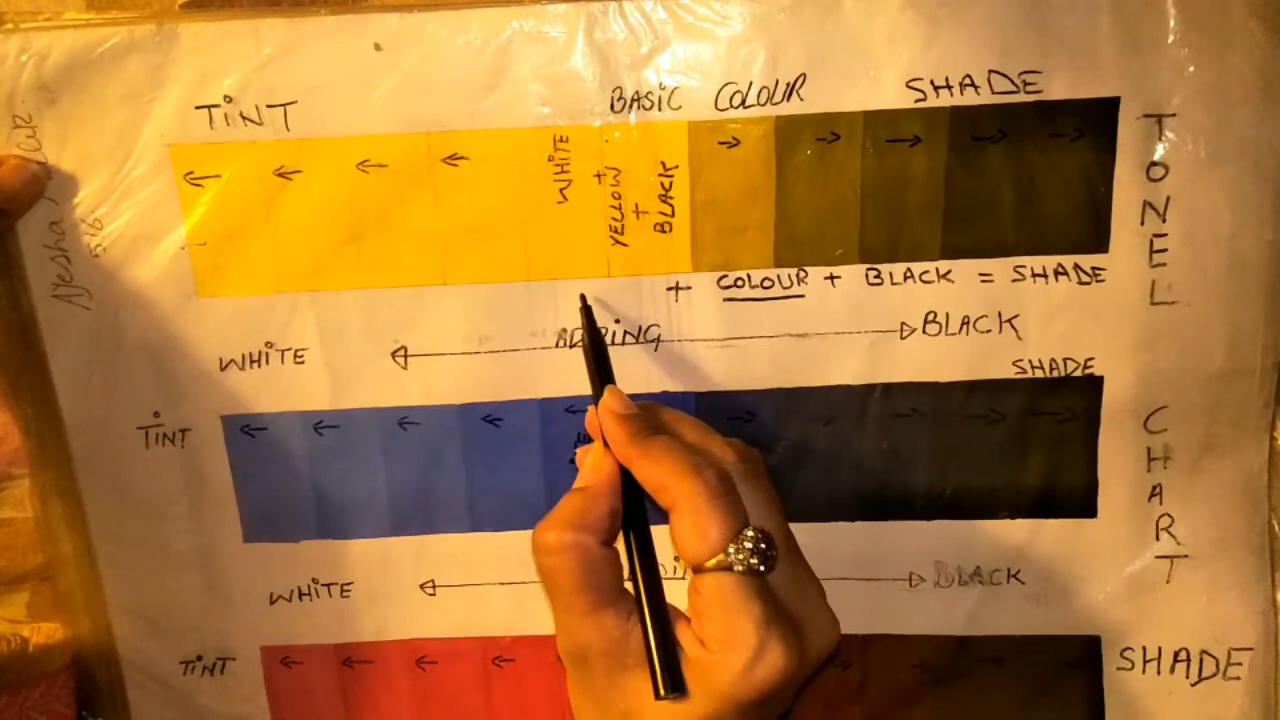 TiNT
BASiC COLOUR
SHADE
WHiTE
+
YELLOW
+
BLACK
+ COLOUR + BLACK = SHADE
WHiTE
BLACK
SHADE
TiNT
WHiTE
BLACK
TiNT
SHADE
TONEL
CHART
Ayesha